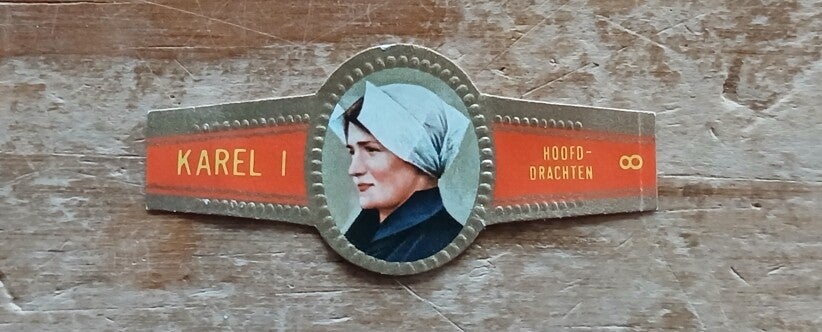 KAREL I
HOOFD-
DRACHTEN
8